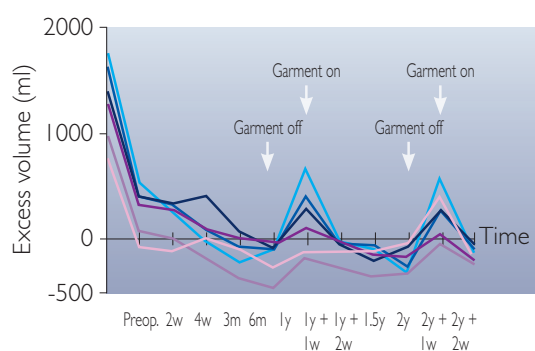 2000
1000
0
-500
Excess volume (ml)
Garment on
Garment on
Garment off
Garment off
Time
Preop. 2w 4w 3m 6m 1y 1y + 1y + 1.5y 2y 2y + 2y +
1w 2w 1w 2w